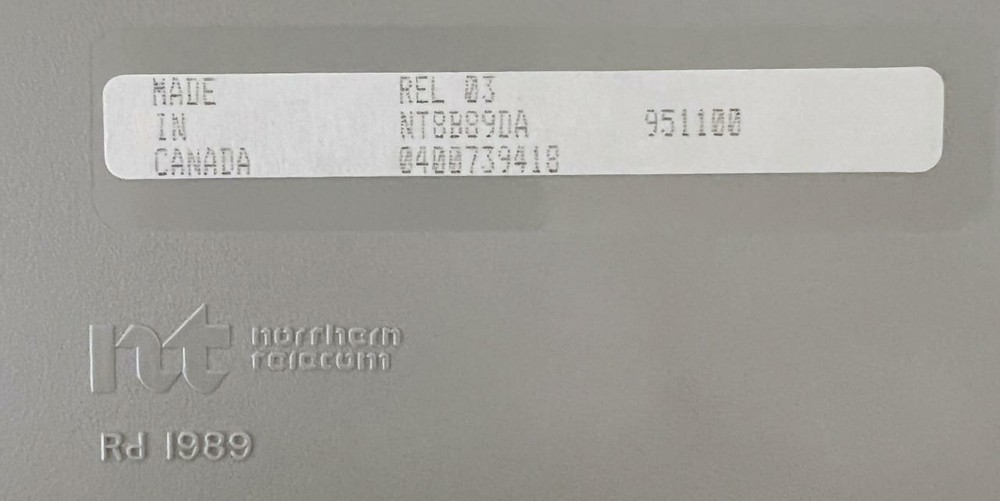 MADE REL 03
IN NT8B89DA 951100
CANADA 0400739418
nt northern telecom
Rd 1989